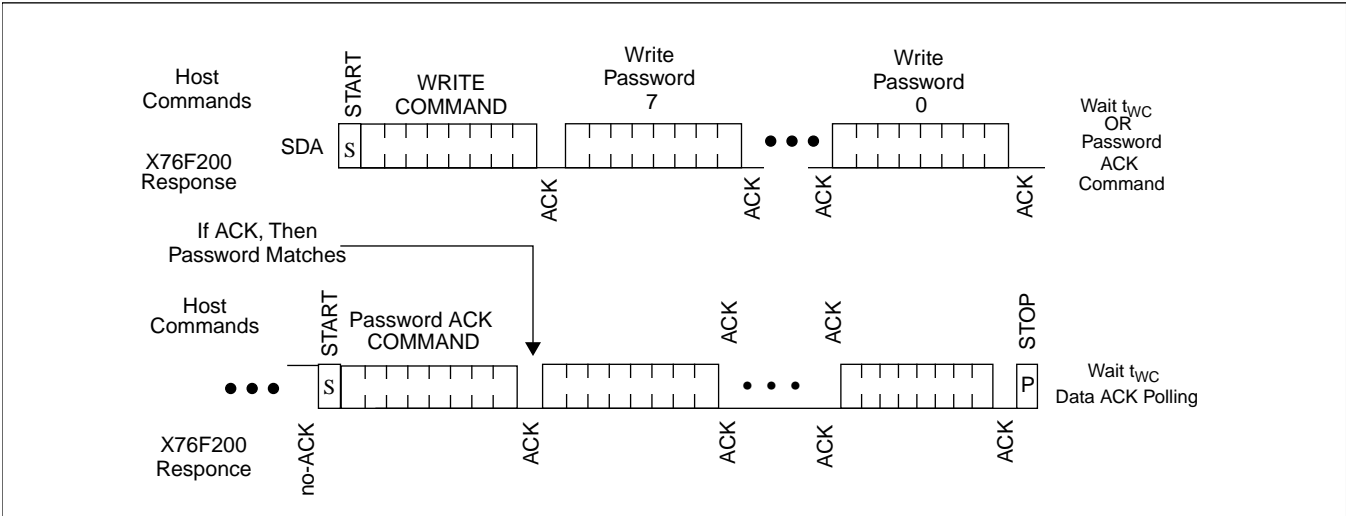 Host
Commands
START
WRITE
COMMAND
Write
Password
7
Write
Password
0
Wait tWC
OR
Password
ACK
Command
SDA
S
X76F200
Response
ACK
ACK
ACK
ACK
If ACK, Then
Password Matches
Host
Commands
START
Password ACK
COMMAND
ACK
ACK
STOP
S
P
Wait tWC
Data ACK Polling
X76F200
Responce
no-ACK
ACK
ACK
ACK
ACK